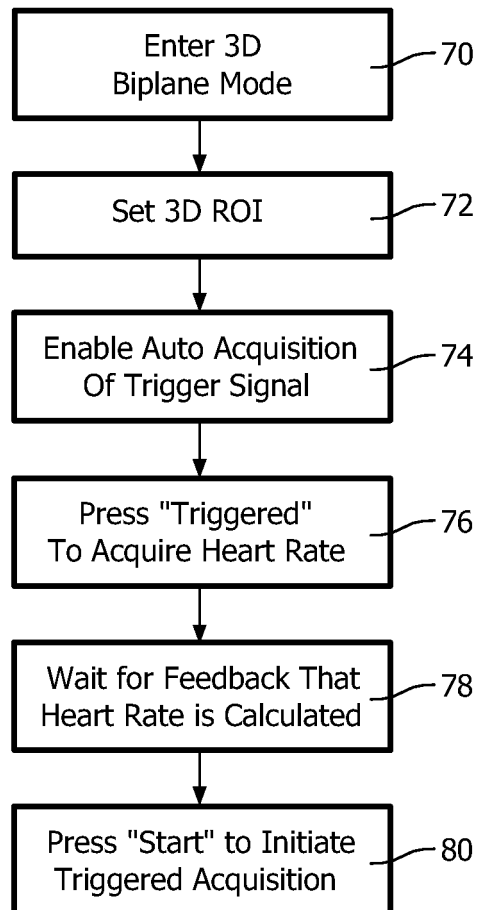 Enter 3D
Biplane Mode
70
Set 3D ROI
72
Enable Auto Acquisition
Of Trigger Signal
74
Press "Triggered"
To Acquire Heart Rate
76
Wait for Feedback That
Heart Rate is Calculated
78
Press "Start" to Initiate
Triggered Acquisition
80